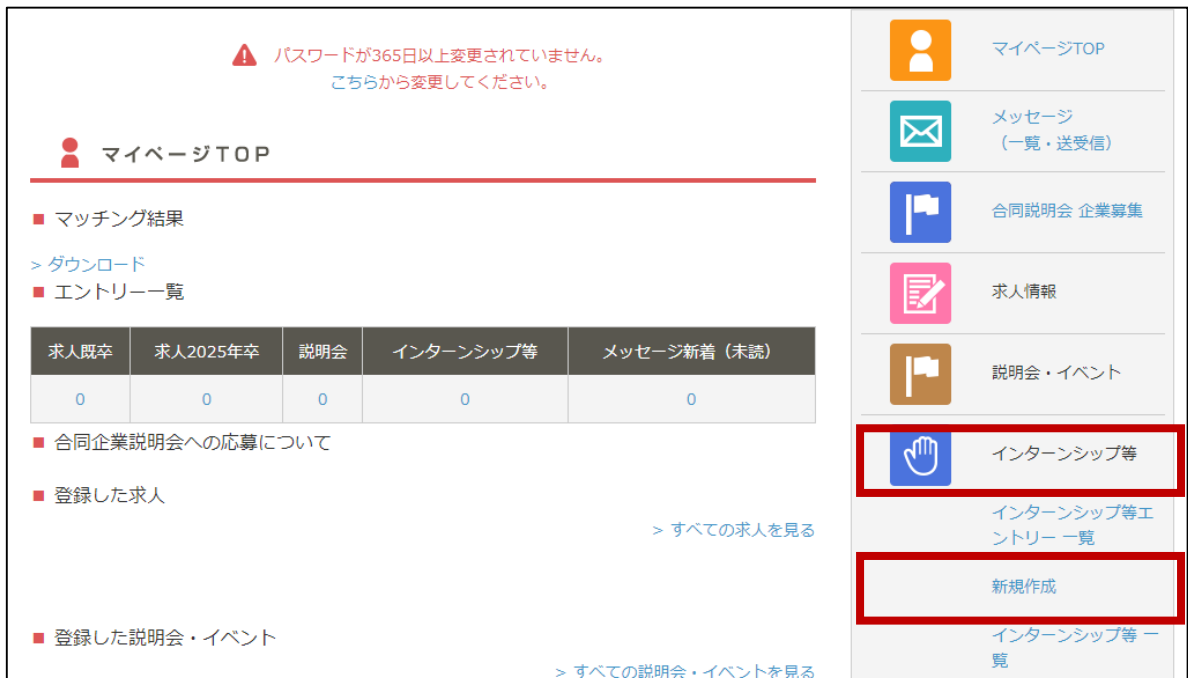 パスワードが365日以上変更されていません。
こちらから変更してください。
マイページTOP
マッチング結果
> ダウンロード
エントリー一覧
求人既卒 求人2025年卒 説明会 インターンシップ等 メッセージ新着（未読）
0 0 0 0 0
合同企業説明会への応募について
登録した求人
> すべての求人を見る
登録した説明会・イベント
> すべての説明会・イベントを見る
マイページTOP
メッセージ
（一覧・送受信）
合同説明会 企業募集
求人情報
説明会・イベント
インターンシップ等
インターンシップ等エ
ントリー 一覧
新規作成
インターンシップ等 一
覧